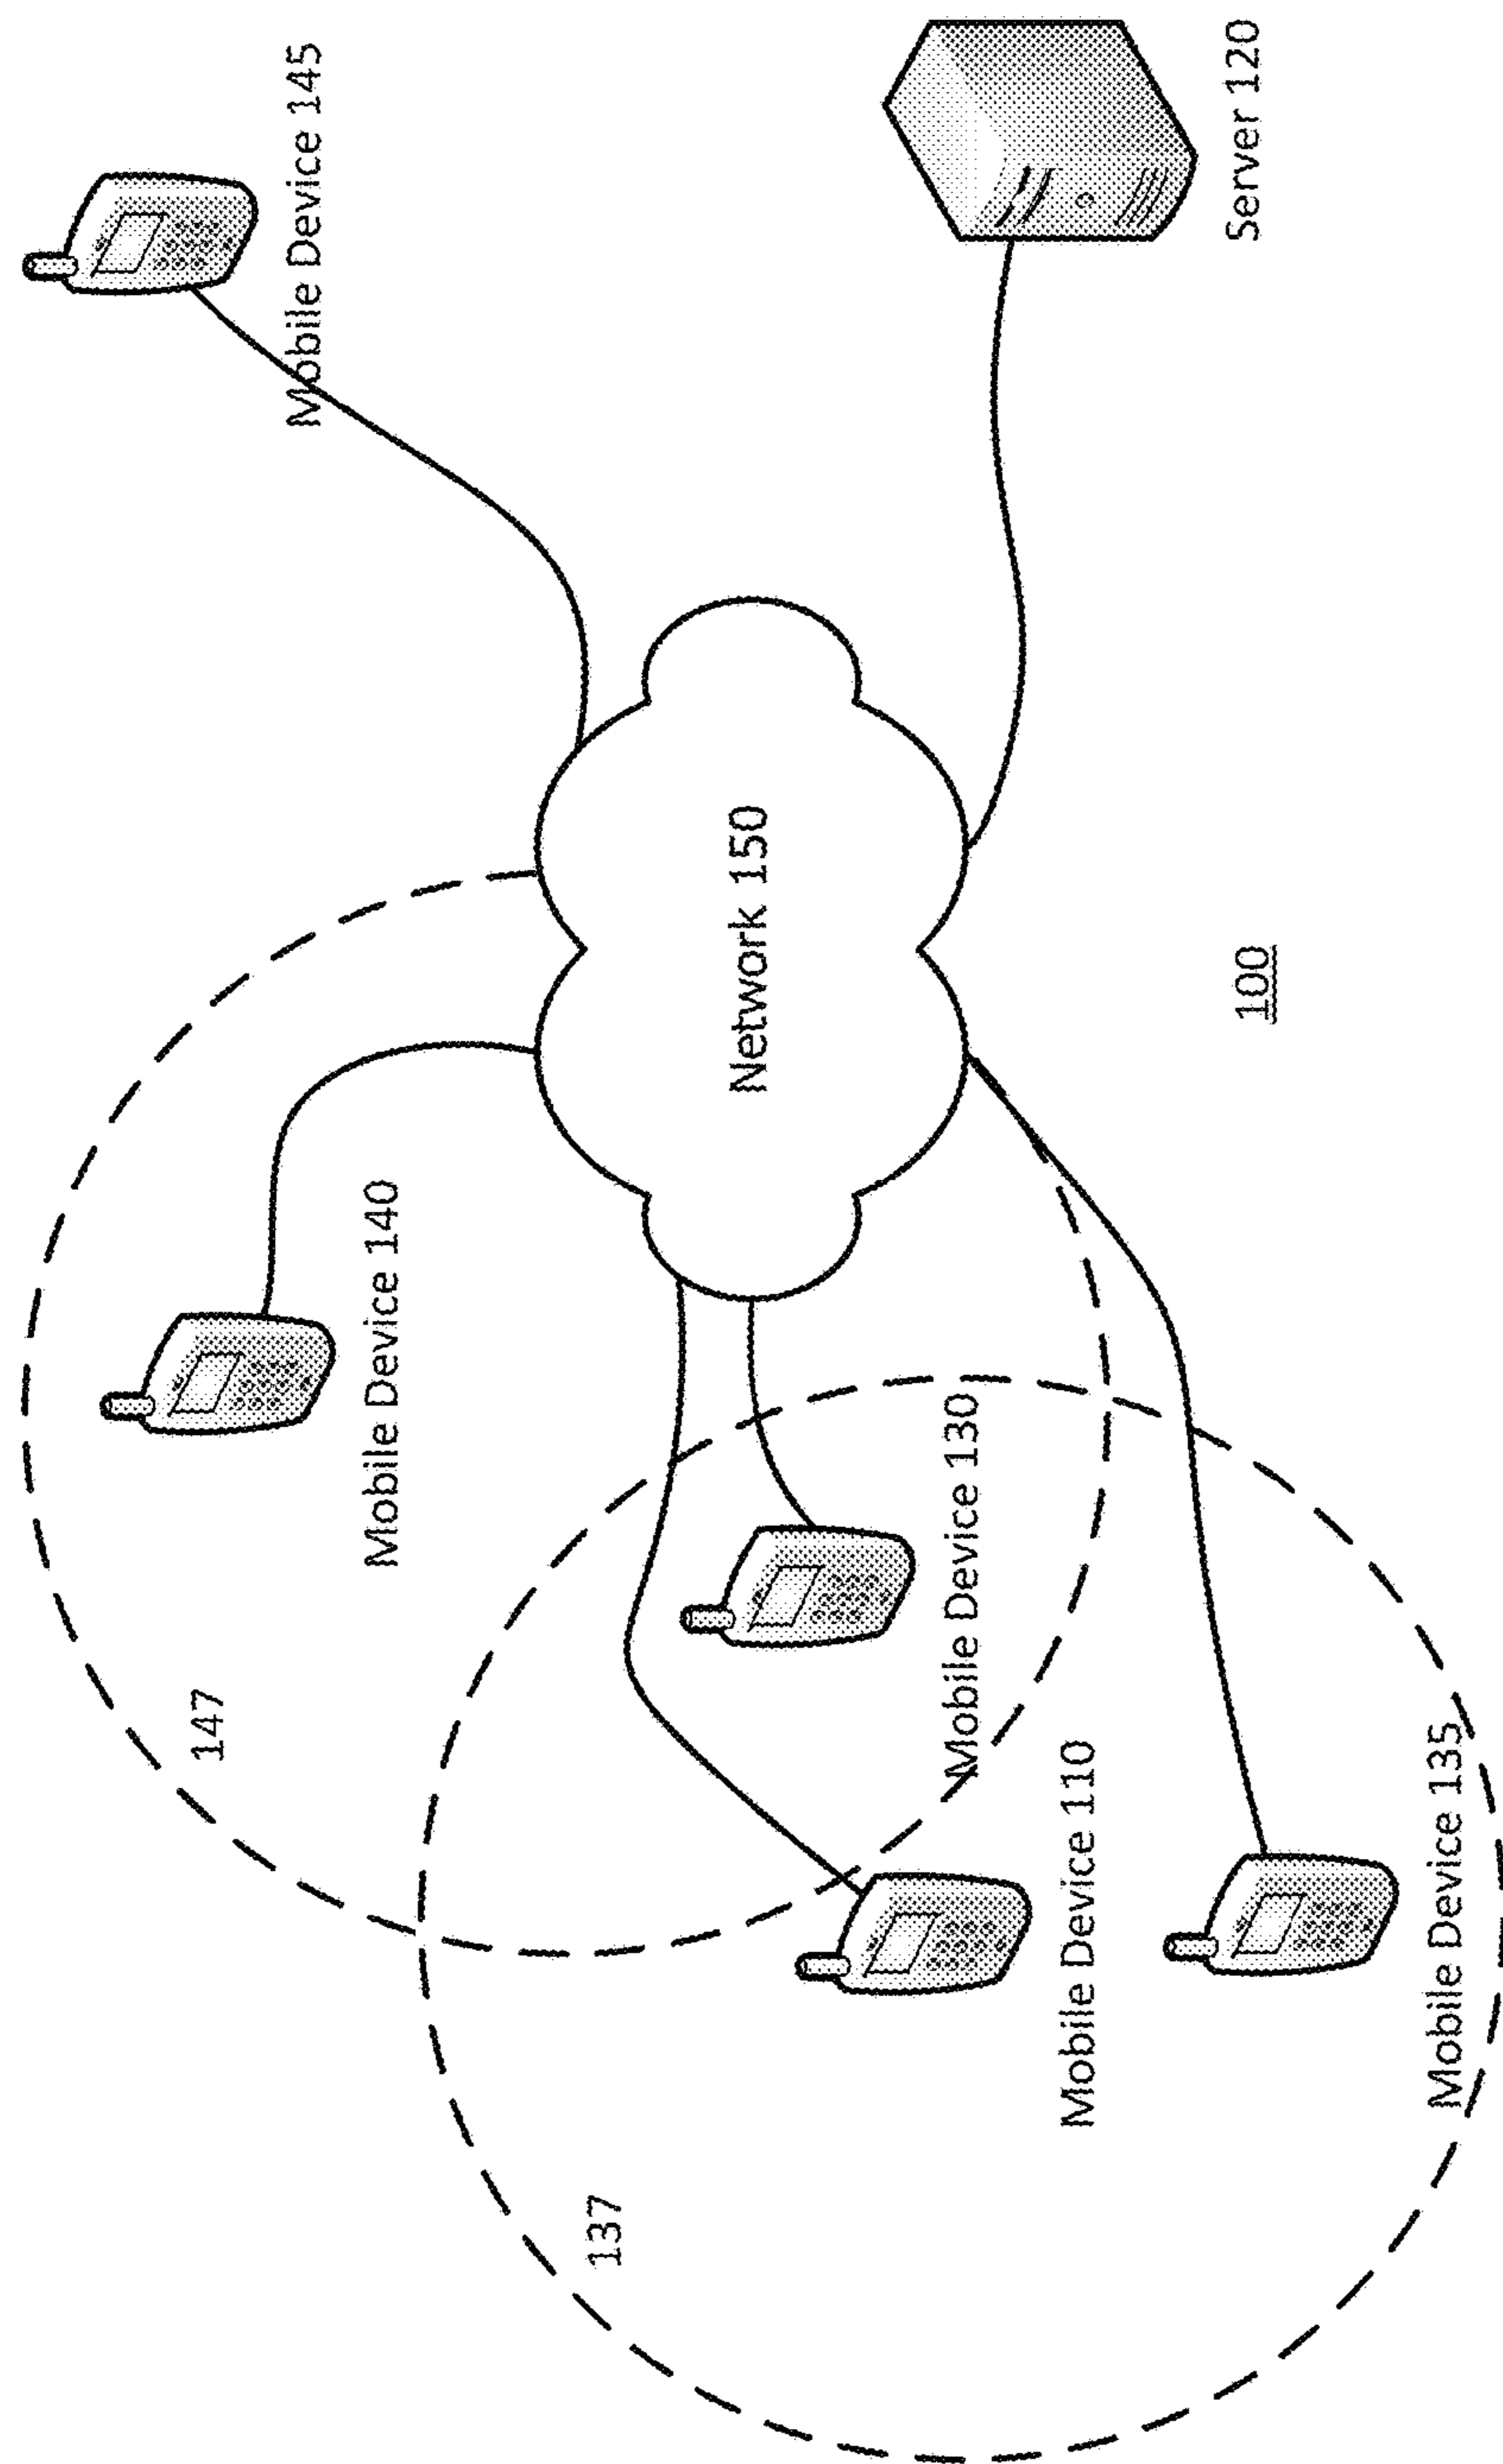 Mobile Device 145
147
Mobile Device 140
137
Network 150
Mobile Device 130
Mobile Device 110
Server 120
100
Mobile Device 135